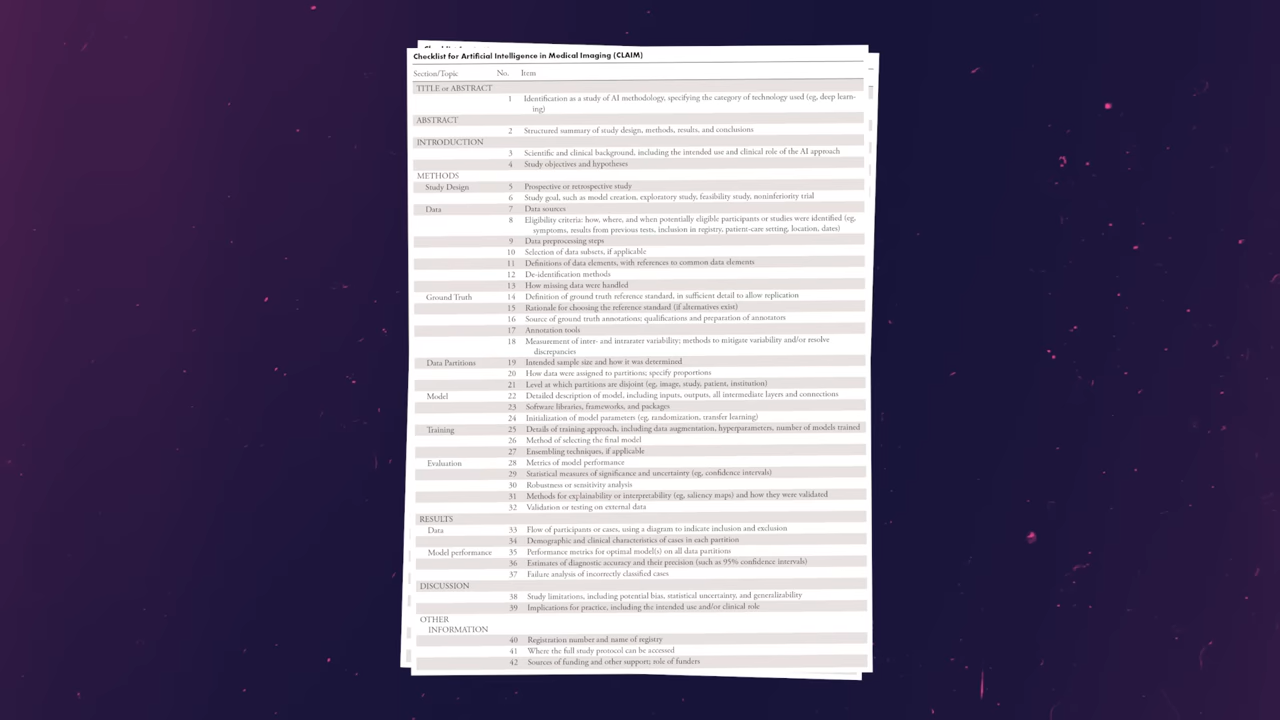 Checklist for Artificial Intelligence in Medical Imaging (CLAIM)
Section/Topic No. Item
TITLE or ABSTRACT
1 Identification as a study of AI methodology, specifying the category of technology used (eg, deep learn-
ing)
ABSTRACT
2 Structured summary of study design, methods, results, and conclusions
INTRODUCTION
3 Scientific and clinical background, including the intended use and clinical role of the AI approach
4 Study objectives and hypotheses
METHODS
Study Design 5 Prospective or retrospective study
6 Study goal, such as model creation, exploratory study, feasibility study, noninferiority trial
Data 7 Data sources
8 Eligibility criteria: how, where, and when potentially eligible participants or studies were identified (eg,
symptoms, results from previous tests, inclusion in registry, patient-care setting, location, dates)
9 Data preprocessing steps
10 Selection of data subsets, if applicable
11 Definitions of data elements, with references to common data elements
12 De-identification methods
13 How missing data were handled
Ground Truth 14 Definition of ground truth reference standard, in sufficient detail to allow replication
15 Rationale for choosing the reference standard (if alternatives exist)
16 Source of ground truth annotations; qualifications and preparation of annotators
17 Annotation tools
18 Measurement of inter- and intrarater variability; methods to mitigate variability and/or resolve
discrepancies
Data Partitions 19 Intended sample size and how it was determined
20 How data were assigned to partitions; specify proportions
21 Level at which partitions are disjoint (eg, image, study, patient, institution)
Model 22 Detailed description of model, including inputs, outputs, all intermediate layers and connections
23 Software libraries, frameworks, and packages
24 Initialization of model parameters (eg, randomization, transfer learning)
Training 25 Details of training approach, including data augmentation, hyperparameters, number of models trained
26 Method of selecting the final model
27 Ensembling techniques, if applicable
Evaluation 28 Metrics of model performance
29 Statistical measures of significance and uncertainty (eg, confidence intervals)
30 Robustness or sensitivity analysis
31 Methods for explainability or interpretability (eg, saliency maps) and how they were validated
32 Validation or testing on external data
RESULTS
Data 33 Flow of participants or cases, using a diagram to indicate inclusion and exclusion
34 Demographic and clinical characteristics of cases in each partition
Model performance 35 Performance metrics for optimal model(s) on all data partitions
36 Estimates of diagnostic accuracy and their precision (such as 95% confidence intervals)
37 Failure analysis of incorrectly classified cases
DISCUSSION
38 Study limitations, including potential bias, statistical uncertainty, and generalizability
39 Implications for practice, including the intended use and/or clinical role
OTHER
INFORMATION
40 Registration number and name of registry
41 Where the full study protocol can be accessed
42 Sources of funding and other support; role of funders